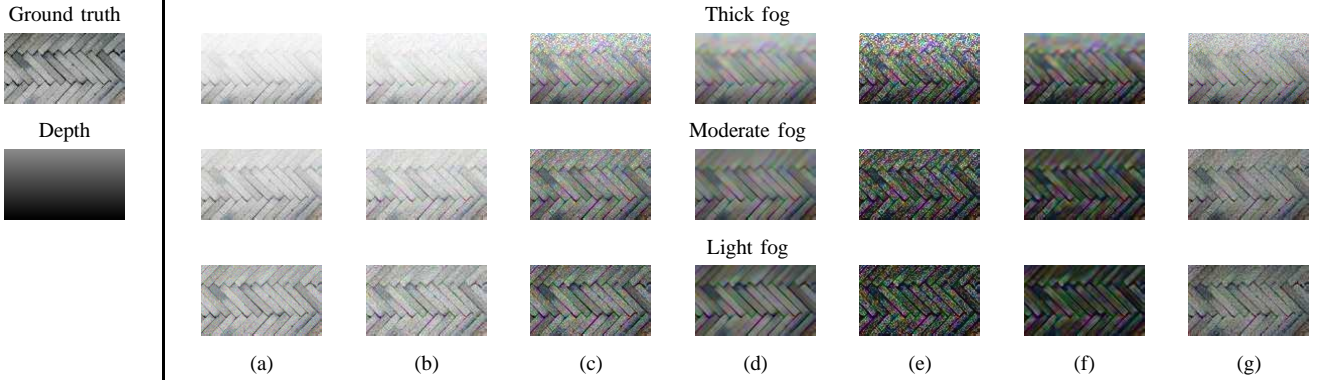 Ground truth
Thick fog
Depth
Moderate fog
Light fog
(a) (b) (c) (d) (e) (f) (g)